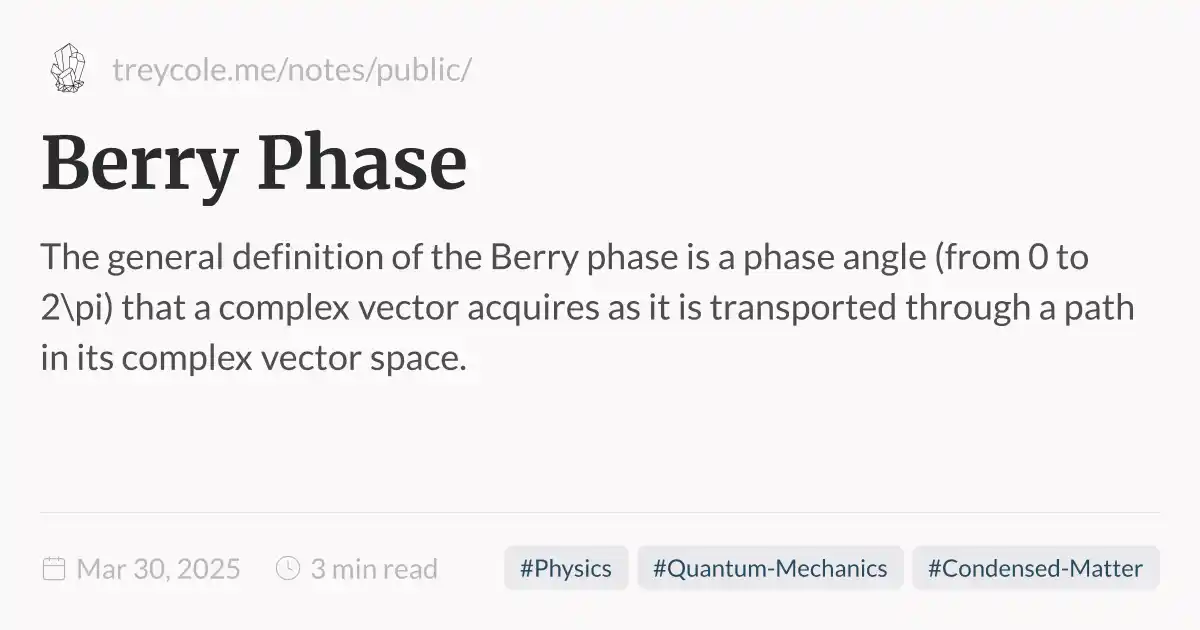 treycole.me/notes/public/
Berry Phase
The general definition of the Berry phase is a phase angle (from 0 to
2\pi) that a complex vector acquires as it is transported through a path
in its complex vector space.
Mar 30, 2025 3 min read #Physics #Quantum-Mechanics #Condensed-Matter